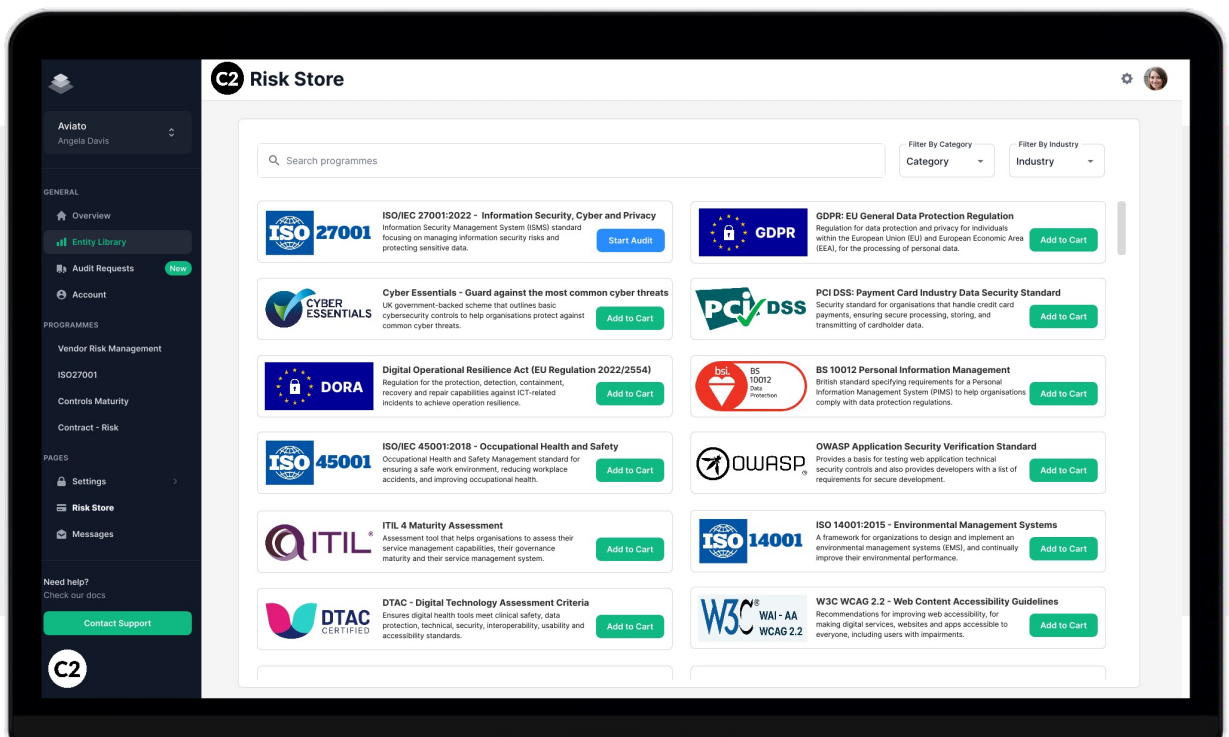 C2 Risk Store
Aviato
Angela Davis
GENERAL
Overview
Entity Library
Audit Requests New
Account
PROGRAMMES
Vendor Risk Management
ISO27001
Controls Maturity
Contract - Risk
PAGES
Settings
Risk Store
Messages
Need help?
Check our docs
Contact Support
C2
Search programmes
Filter By Category
Category
Filter By Industry
Industry
ISO 27001
ISO/IEC 27001:2022 - Information Security, Cyber and Privacy
Information Security Management System (ISMS) standard
focusing on managing information security risks and
protecting sensitive data.
Start Audit
GDPR
GDPR: EU General Data Protection Regulation
Regulation for data protection and privacy for individuals
within the European Union (EU) and European Economic Area
(EEA), for the processing of personal data.
Add to Cart
CYBER
ESSENTIALS
Cyber Essentials - Guard against the most common cyber threats
UK government-backed scheme that outlines basic
cybersecurity controls to help organisations protect against
common cyber threats.
Add to Cart
PCI DSS
PCI DSS: Payment Card Industry Data Security Standard
Security standard for organisations that handle credit card
payments, ensuring secure processing, storing, and
transmitting of cardholder data.
Add to Cart
DORA
Digital Operational Resilience Act (EU Regulation 2022/2554)
Regulation for the protection, detection, containment,
recovery and repair capabilities against ICT-related
incidents to achieve operation resilience.
Add to Cart
bsi.
BS
10012
Data
Protection
BS 10012 Personal Information Management
British standard specifying requirements for a Personal
Information Management System (PIMS) to help organisations
comply with data protection regulations.
Add to Cart
ISO 45001
ISO/IEC 45001:2018 - Occupational Health and Safety
Occupational Health and Safety Management standard for
ensuring a safe work environment, reducing workplace
accidents, and improving occupational health.
Add to Cart
OWASP®
OWASP Application Security Verification Standard
Provides a basis for testing web application technical
security controls and also provides developers with a list of
requirements for secure development.
Add to Cart
ITIL®
ITIL 4 Maturity Assessment
Assessment tool that helps organisations to assess their
service management capabilities, their governance
maturity and their service management system.
Add to Cart
ISO 14001
ISO 14001:2015 - Environmental Management Systems
A framework for organizations to design and implement an
environmental management systems (EMS), and continually
improve their environmental performance.
Add to Cart
DTAC
CERTIFIED
DTAC - Digital Technology Assessment Criteria
Ensures digital health tools meet clinical safety, data
protection, technical, security, interoperability, usability and
accessibility standards.
Add to Cart
W3C® WAI - AA
WCAG 2.2
W3C WCAG 2.2 - Web Content Accessibility Guidelines
Recommendations for improving web accessibility, for
making digital services, websites and apps accessible to
everyone, including users with impairments.
Add to Cart